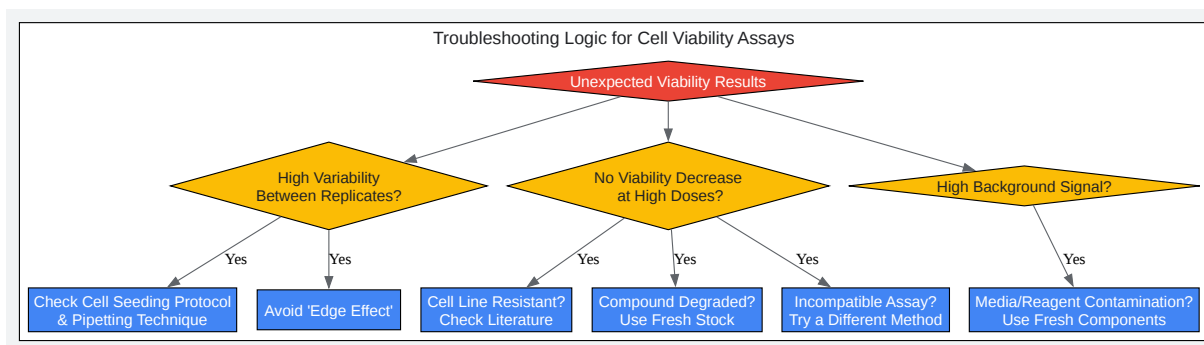 Troubleshooting Logic for Cell Viability Assays
Unexpected Viability Results
High Variability
Between Replicates?
No Viability Decrease
at High Doses?
High Background Signal?
Yes
Yes
Yes
Yes
Yes
Yes
Check Cell Seeding Protocol
& Pipetting Technique
Avoid 'Edge Effect'
Cell Line Resistant?
Check Literature
Compound Degraded?
Use Fresh Stock
Incompatible Assay?
Try a Different Method
Media/Reagent Contamination?
Use Fresh Components